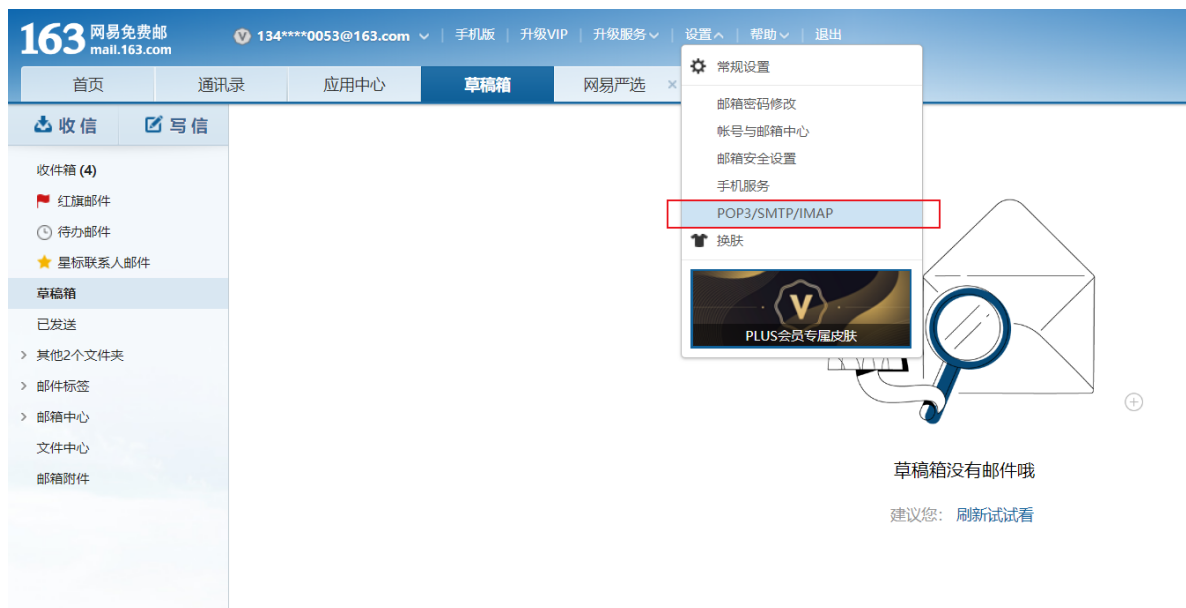 163 网易免费邮
mail.163.com
134****0053@163.com 手机版 升级VIP 升级服务 设置 帮助 退出
首页 通讯录 应用中心 草稿箱 网易严选 ×
收信 写信
收件箱 (4)
红旗邮件
待办邮件
星标联系人邮件
草稿箱
已发送
其他2个文件夹
邮件标签
邮箱中心
文件中心
邮箱附件
常规设置
邮箱密码修改
帐号与邮箱中心
邮箱安全设置
手机服务
POP3/SMTP/IMAP
换肤
V
PLUS会员专属皮肤
草稿箱没有邮件哦
建议您: 刷新试试看